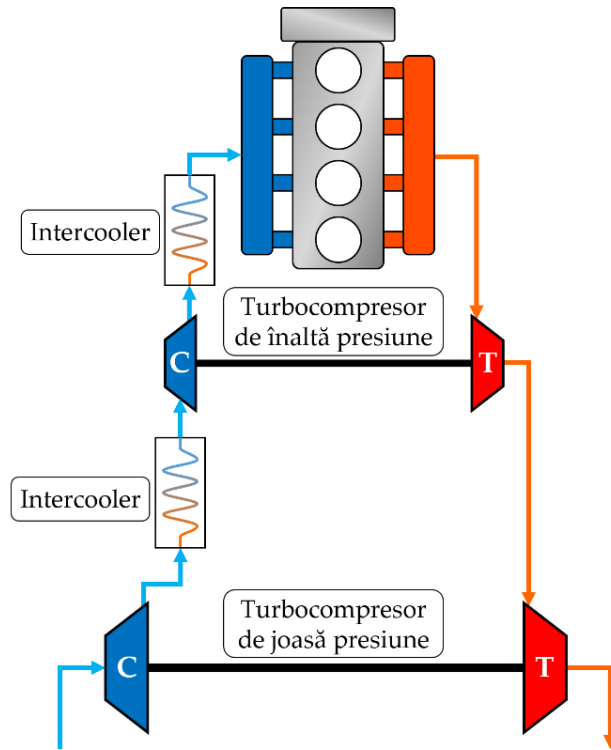 Intercooler
Turbocompresor
de înaltă presiune
C
T
Intercooler
Turbocompresor
de joasă presiune
C
T